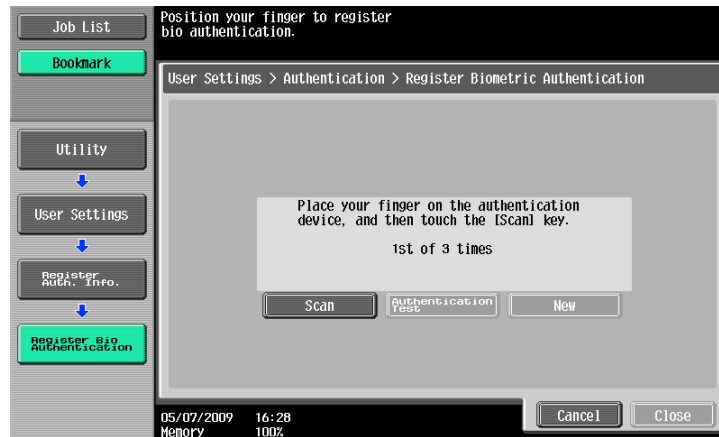 Job List
Bookmark
Utility
User Settings
Register
Auth. Info.
Register Bio
Authentication
Position your finger to register
bio authentication.
User Settings > Authentication > Register Biometric Authentication
Place your finger on the authentication
device, and then touch the [Scan] key.
1st of 3 times
Scan
Authentication
Test
New
05/07/2009 16:28
Memory 100%
Cancel
Close